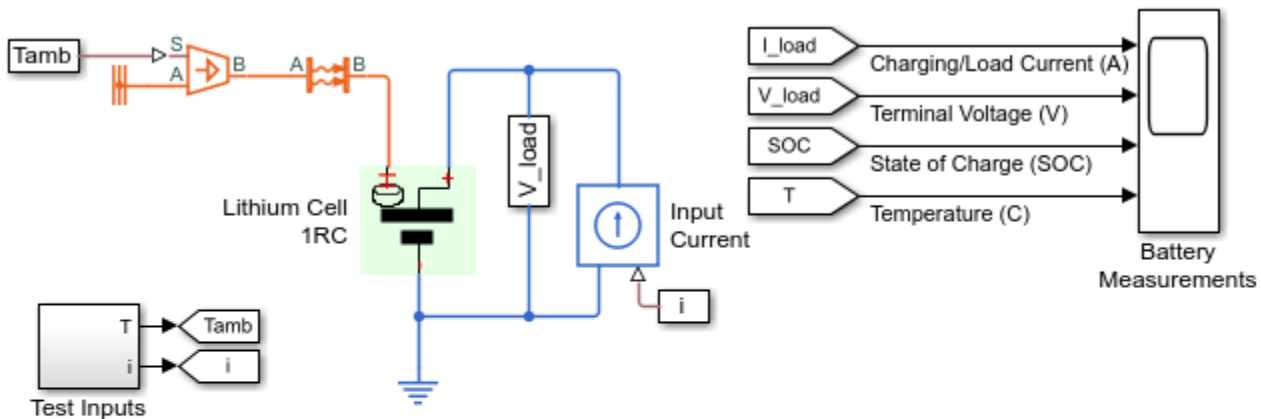 Tamb
S
A
B
A
B
Lithium Cell
1RC
V_load
Input
Current
i
I_load
Charging/Load Current (A)
V_load
Terminal Voltage (V)
SOC
State of Charge (SOC)
T
Temperature (C)
Battery
Measurements
T
Tamb
i
i
Test Inputs